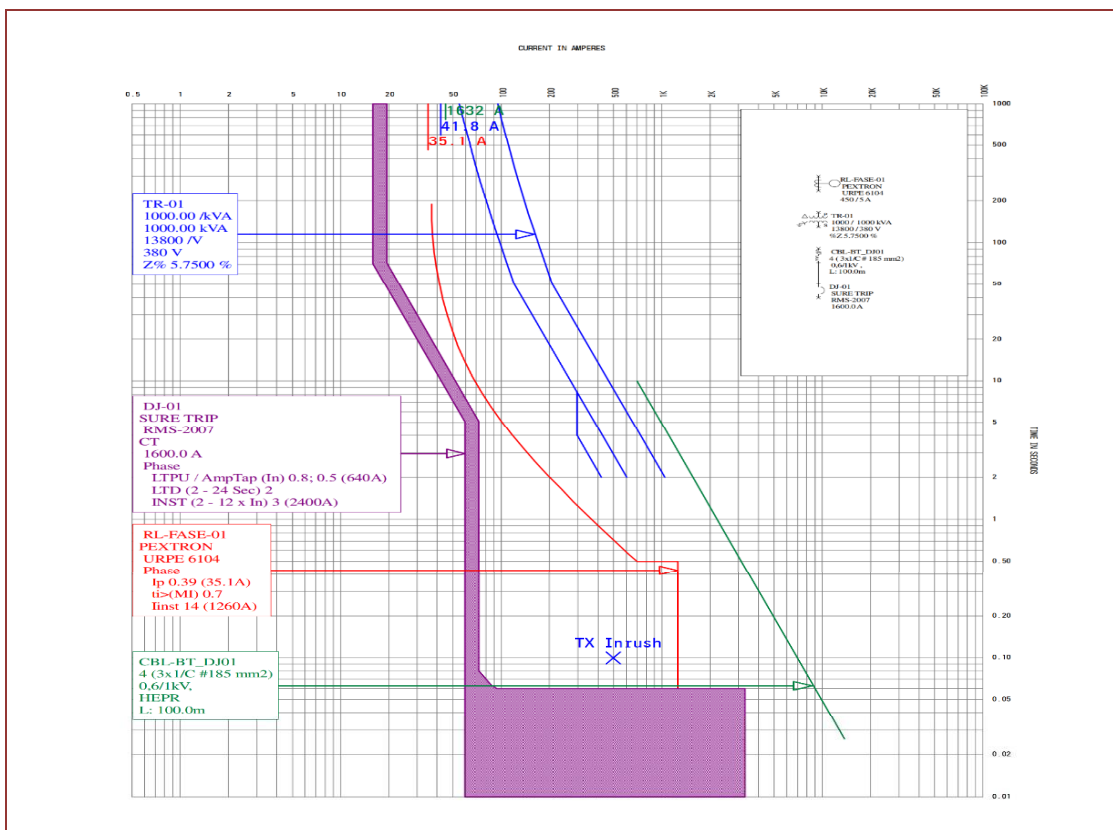 CURRENT IN AMPERES
0.5 1 2 5 10 20 50 100 200 500 1K 2K 5K 10K 20K 50K 100K
1632 A
41.8 A
35.1 A
1000
500
200
100
50
20
10
5
2
1
0.50
0.20
0.10
0.05
0.02
0.01
TIME IN SECONDS
TR-01
1000.00 /kVA
1000.00 kVA
13800 /V
380 V
Z% 5.7500 %
DJ-01
SURE TRIP
RMS-2007
CT
1600.0 A
Phase
LTPU / AmpTap (In) 0.8; 0.5 (640A)
LTD (2 - 24 Sec) 2
INST (2 - 12 x In) 3 (2400A)
RL-FASE-01
PEXTRON
URPE 6104
Phase
Ip 0.39 (35.1A)
ti>(MI) 0.7
Iinst 14 (1260A)
CBL-BT_DJ01
4 (3x1/C #185 mm2)
0,6/1kV,
HEPR
L: 100.0m
TX Inrush
RL-FASE-01
PEXTRON
URPE 6104
450 / 5 A
TR-01
1000 / 1000 kVA
13800 / 380 V
%Z 5.7500 %
CBL-BT_DJ01
4 ( 3x1/C # 185 mm2)
0,6/1kV ,
L: 100.0m
DJ-01
SURE TRIP
RMS-2007
1600.0 A